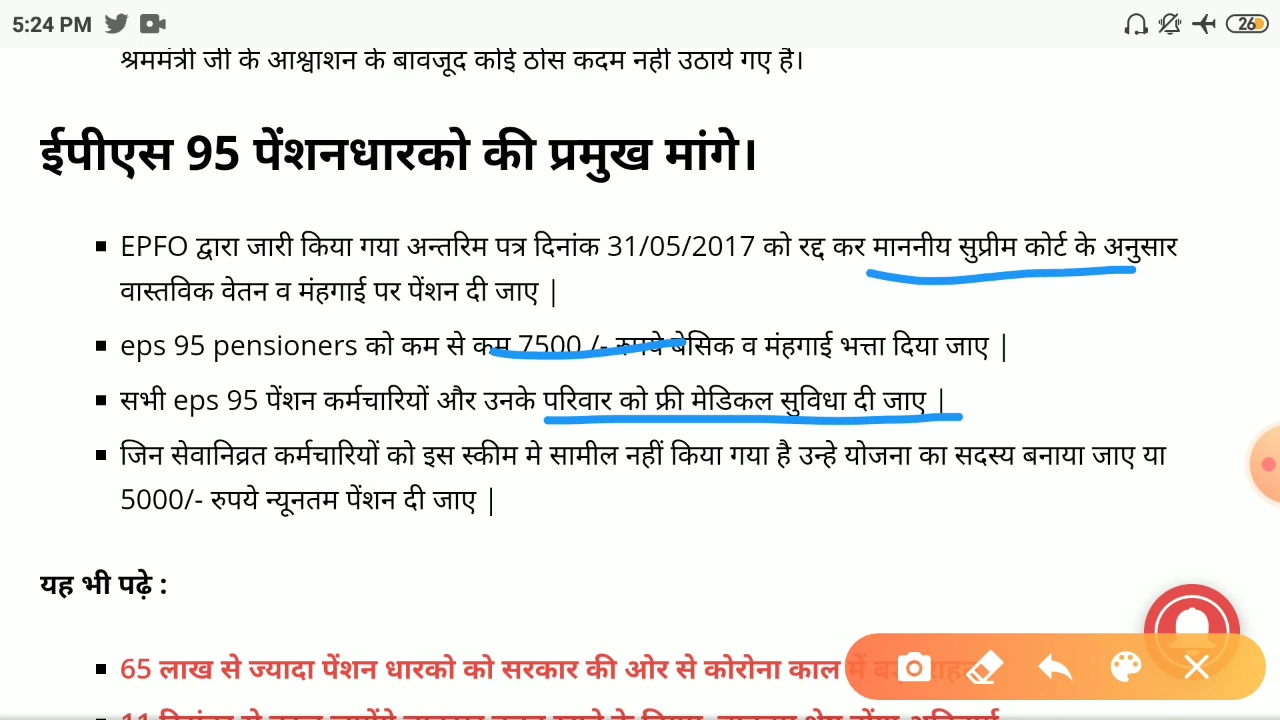 5:24 PM
26
श्रममंत्री जी के आश्वाशन के बावजूद कोई ठोस कदम नही उठाये गए है।
ईपीएस 95 पेंशनधारको की प्रमुख मांगे।
EPFO द्वारा जारी किया गया अन्तरिम पत्र दिनांक 31/05/2017 को रद्द कर माननीय सुप्रीम कोर्ट के अनुसार
वास्तविक वेतन व मंहगाई पर पेंशन दी जाए |
eps 95 pensioners को कम से कम 7500 /- रुपये बेसिक व मंहगाई भत्ता दिया जाए |
सभी eps 95 पेंशन कर्मचारियों और उनके परिवार को फ्री मेडिकल सुविधा दी जाए |
जिन सेवानिव्रत कर्मचारियों को इस स्कीम मे सामील नहीं किया गया है उन्हे योजना का सदस्य बनाया जाए या
5000/- रुपये न्यूनतम पेंशन दी जाए |
यह भी पढ़े :
65 लाख से ज्यादा पेंशन धारको को सरकार की ओर से कोरोना काल में